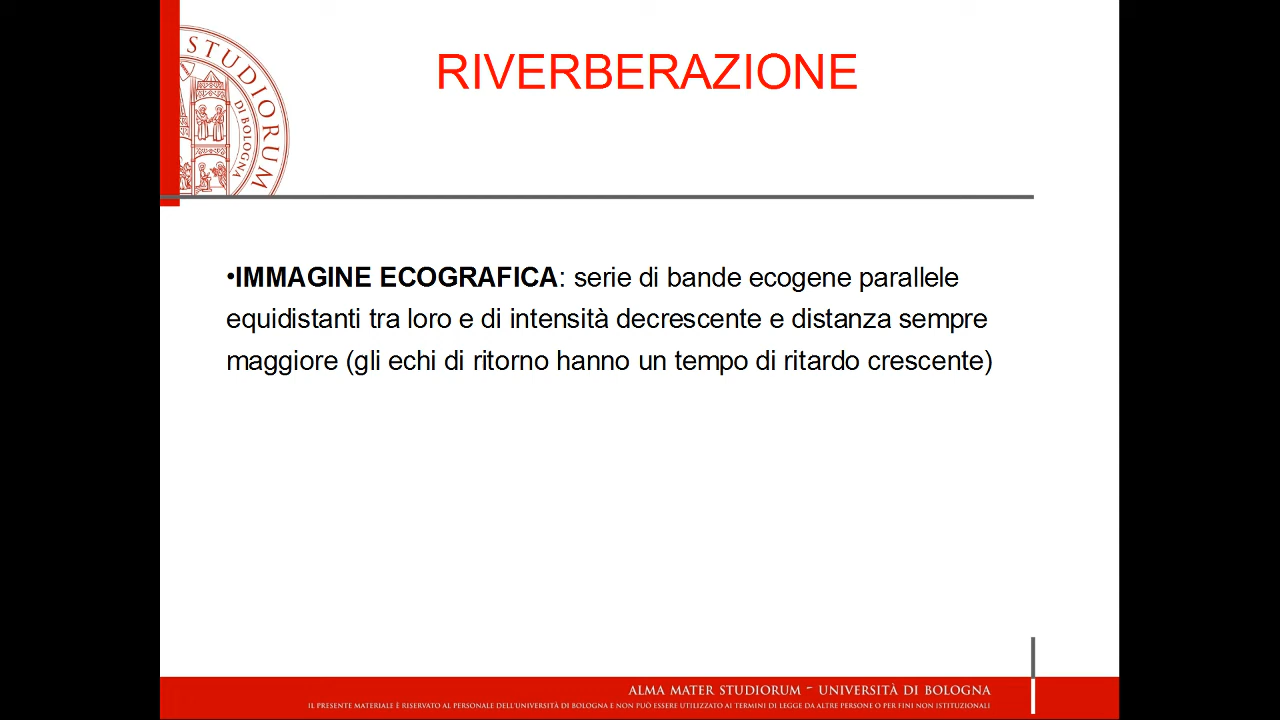 STUDIORUM
DI BOLOGNA
RIVERBERAZIONE
•IMMAGINE ECOGRAFICA: serie di bande ecogene parallele
equidistanti tra loro e di intensità decrescente e distanza sempre
maggiore (gli echi di ritorno hanno un tempo di ritardo crescente)
ALMA MATER STUDIORUM ~ UNIVERSITÀ DI BOLOGNA
IL PRESENTE MATERIALE È RISERVATO AL PERSONALE DELL'UNIVERSITÀ DI BOLOGNA E NON PUÒ ESSERE UTILIZZATO AI TERMINI DI LEGGE DA ALTRE PERSONE O PER FINI NON ISTITUZIONALI